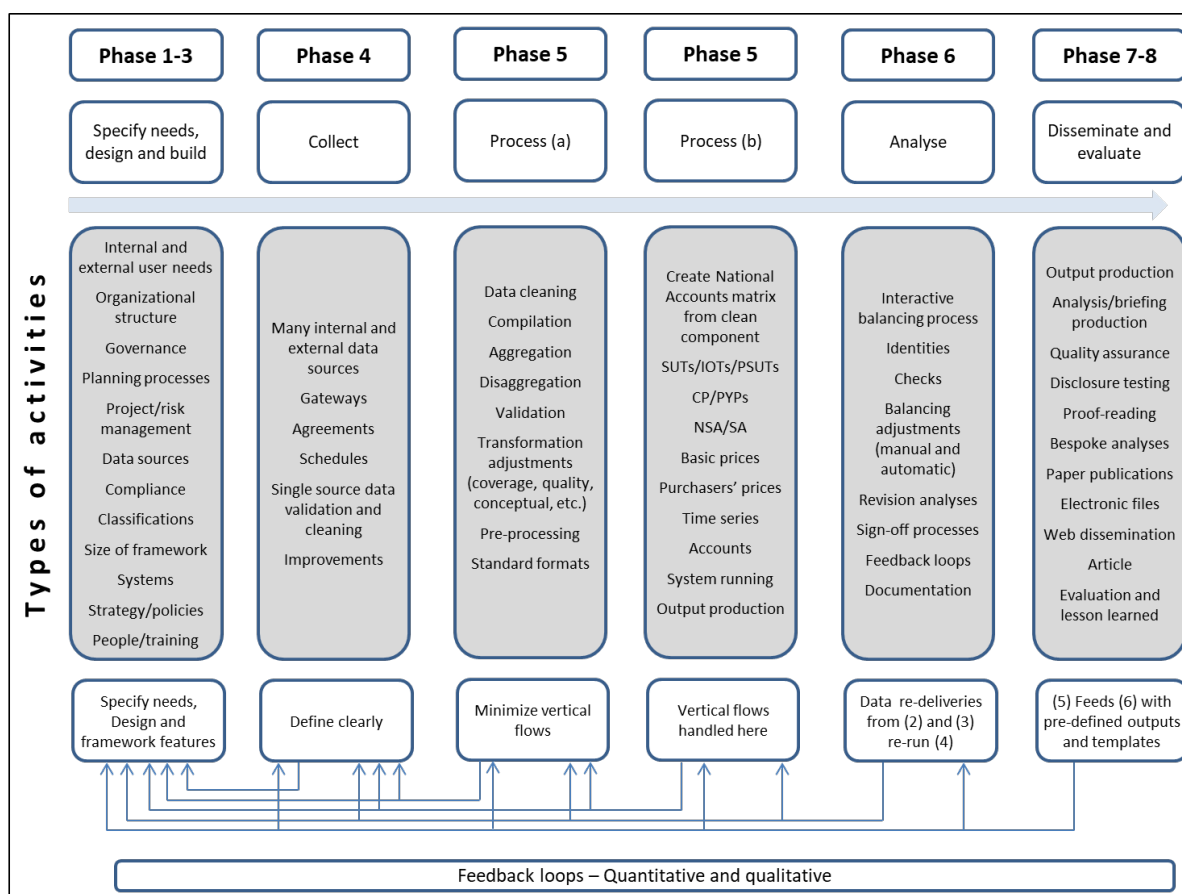 Phase 1-3
Phase 4
Phase 5
Phase 5
Phase 6
Phase 7-8
Specify needs,
design and build
Collect
Process (a)
Process (b)
Analyse
Disseminate and
evaluate
Types of activities
Internal and
external user needs
Organizational
structure
Governance
Planning processes
Project/risk
management
Data sources
Compliance
Classifications
Size of framework
Systems
Strategy/policies
People/training
Many internal and
external data
sources
Gateways
Agreements
Schedules
Single source data
validation and
cleaning
Improvements
Data cleaning
Compilation
Aggregation
Disaggregation
Validation
Transformation
adjustments
(coverage, quality,
conceptual, etc.)
Pre-processing
Standard formats
Create National
Accounts matrix
from clean
component
SUTs/IOTs/PSUTs
CP/PYPs
NSA/SA
Basic prices
Purchasers’ prices
Time series
Accounts
System running
Output production
Interactive
balancing process
Identities
Checks
Balancing
adjustments
(manual and
automatic)
Revision analyses
Sign-off processes
Feedback loops
Documentation
Output production
Analysis/briefing
production
Quality assurance
Disclosure testing
Proof-reading
Bespoke analyses
Paper publications
Electronic files
Web dissemination
Article
Evaluation and
lesson learned
Specify needs,
Design and
framework features
Define clearly
Minimize vertical
flows
Vertical flows
handled here
Data re-deliveries
from (2) and (3)
re-run (4)
(5) Feeds (6) with
pre-defined outputs
and templates
Feedback loops – Quantitative and qualitative